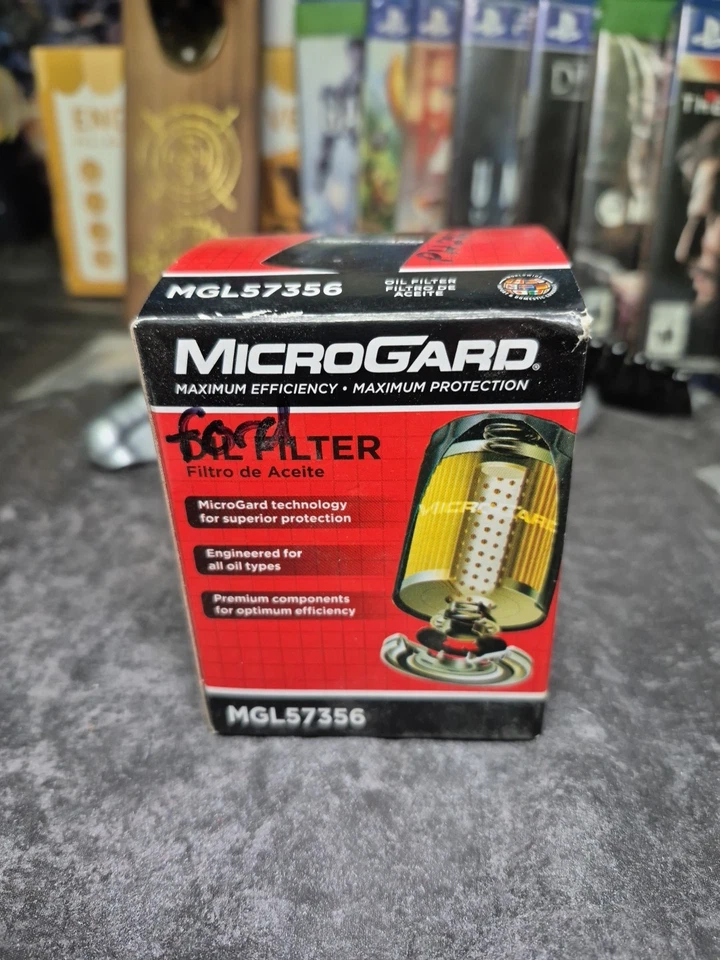 MGL57356
OIL FILTER
FILTRO DE
ACEITE
MICROGARD®
MAXIMUM EFFICIENCY • MAXIMUM PROTECTION
ford
OIL FILTER
Filtro de Aceite
MicroGard technology
for superior protection
Engineered for
all oil types
Premium components
for optimum efficiency
MICROGARD
MGL57356